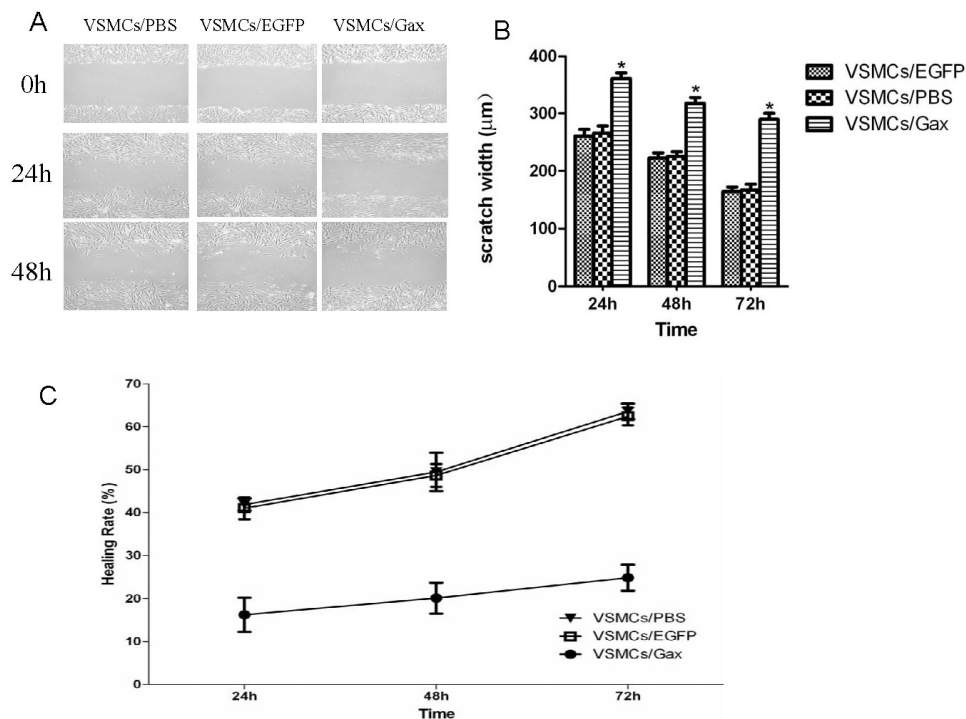 A
VSMCs/PBS VSMCs/EGFP VSMCs/Gax
0h
24h
48h
B
scratch width (μm)
400
300
200
100
0
*
*
*
24h 48h 72h
Time
VSMCs/EGFP
VSMCs/PBS
VSMCs/Gax
C
Healing Rate (%)
70
60
50
40
30
20
10
0
VSMCs/PBS
VSMCs/EGFP
VSMCs/Gax
24h 48h 72h
Time